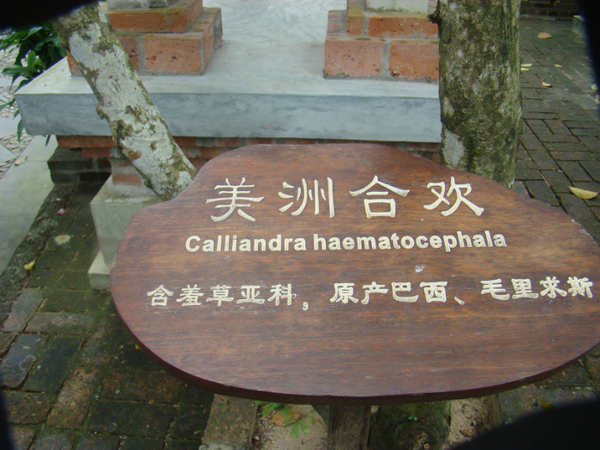 美洲合欢
Calliandra haematocephala
含羞草亚科，原产巴西、毛里求斯